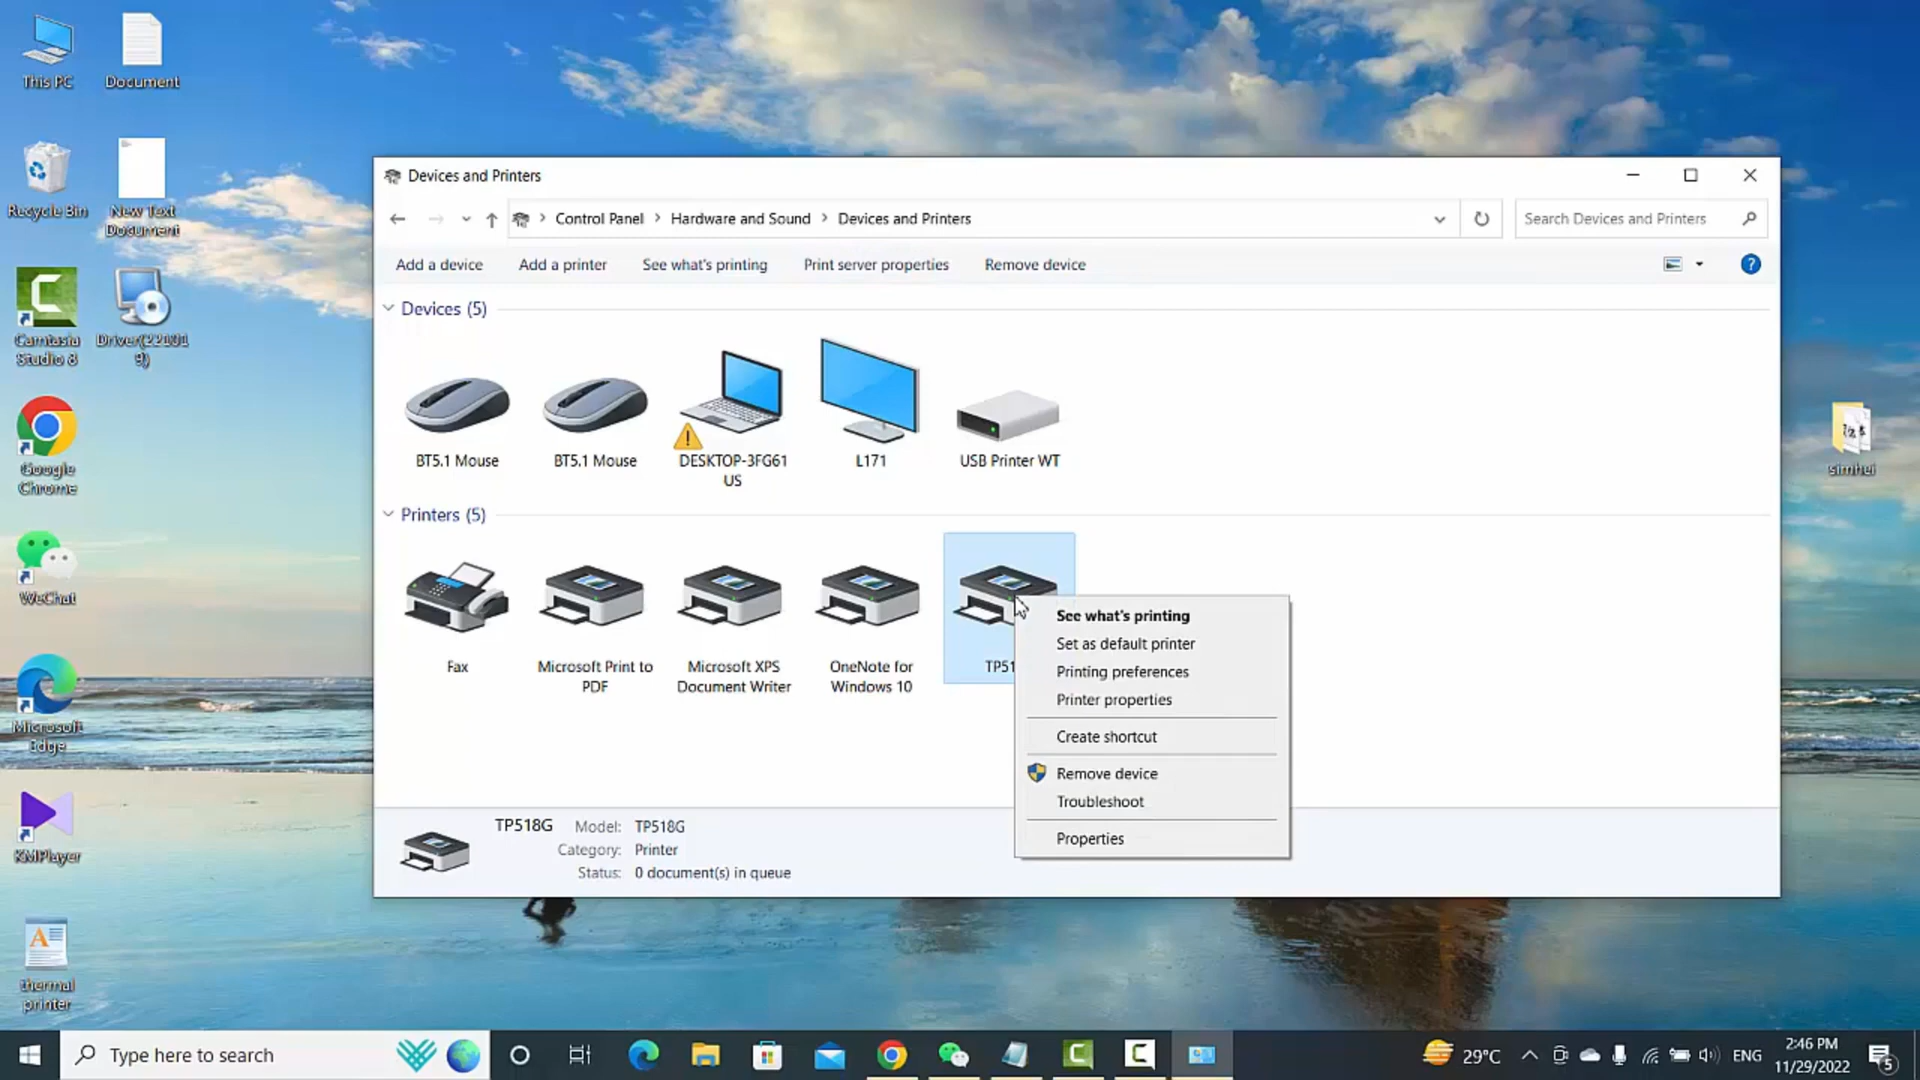 This PC
Document
Recycle Bin
New Text
Document
Camtasia
Studio 8
Driver(221019)
Google
Chrome
WeChat
Microsoft
Edge
KMPlayer
thermal
printer
simhei
Devices and Printers
Control Panel > Hardware and Sound > Devices and Printers
Search Devices and Printers
Add a device
Add a printer
See what's printing
Print server properties
Remove device
?
Devices (5)
BT5.1 Mouse
BT5.1 Mouse
DESKTOP-3FG61
US
L171
USB Printer WT
Printers (5)
Fax
Microsoft Print to
PDF
Microsoft XPS
Document Writer
OneNote for
Windows 10
TP51
See what's printing
Set as default printer
Printing preferences
Printer properties
Create shortcut
Remove device
Troubleshoot
Properties
TP518G Model: TP518G
Category: Printer
Status: 0 document(s) in queue
Type here to search
29°C
ENG
2:46 PM
11/29/2022
5